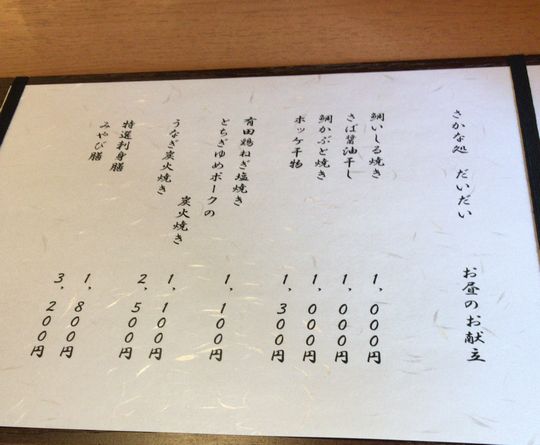 さかな処 だいだい お昼のお献立
鯛いしる焼き 1,000円
さば醤油干し 1,000円
鯛かぶと焼き 1,000円
ホッケ干物 1,300円
有田鶏ねぎ塩焼き 1,100円
とちぎゆめポークの
炭火焼き 1,100円
うなぎ炭火焼き 2,500円
特選刺身膳 1,800円
みやび膳 3,200円